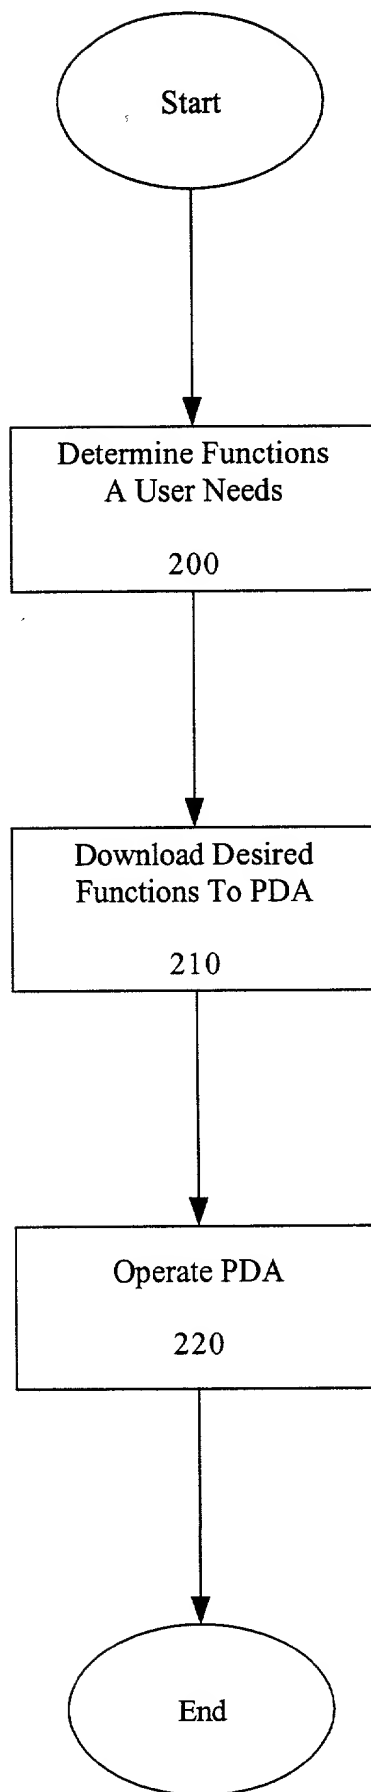 Start
Determine Functions
A User Needs
200
Download Desired
Functions To PDA
210
Operate PDA
220
End